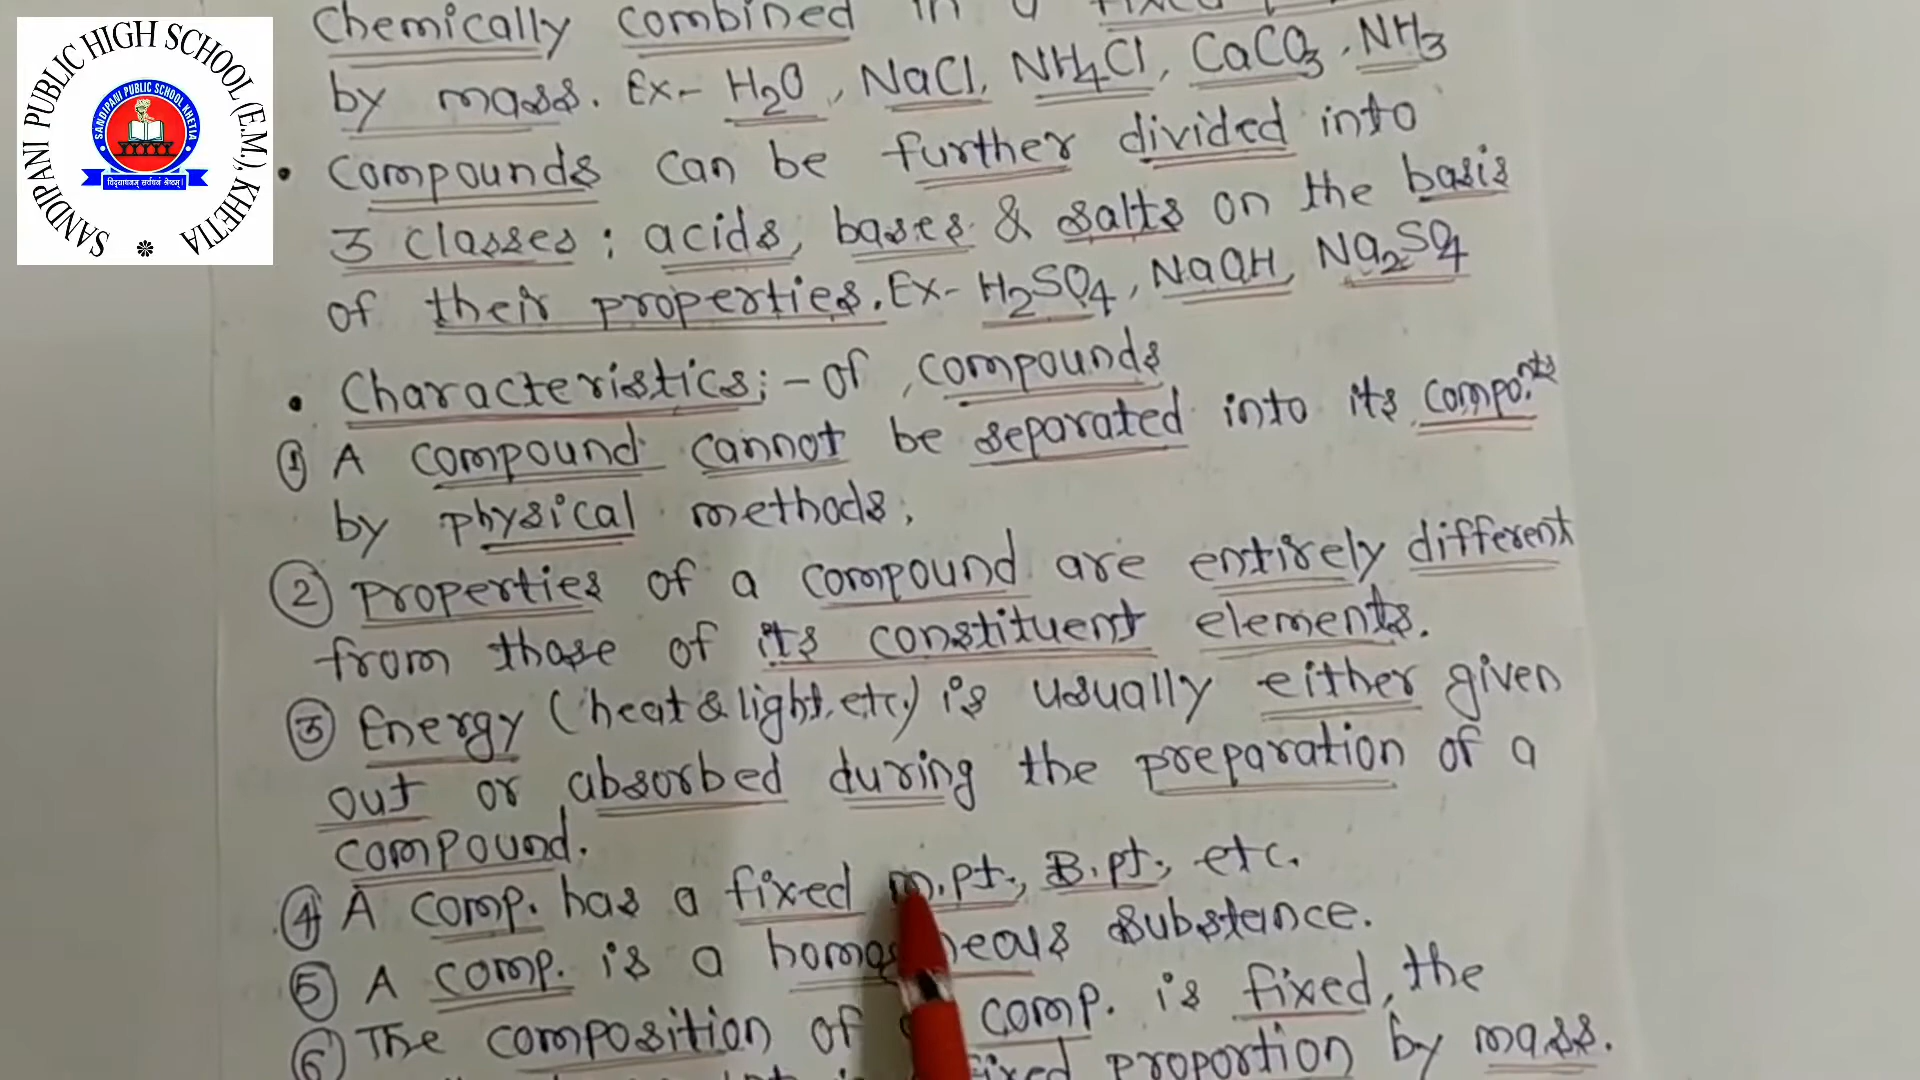 SANDIPANI PUBLIC HIGH SCHOOL (E.M.), KHETIA
SANDIPANI PUBLIC SCHOOL KHETIA
Chemically combined in a fixed
by mass. Ex- H2O, NaCl, NH4Cl, CaCO3, NH3
• Compounds can be further divided into
3 classes; acids, bases & salts on the basis
of their properties. Ex- H2SO4, NaOH, Na2SO4
• Characteristics:- of compounds
① A compound cannot be separated into its compo.nts
by physical methods.
② Properties of a compound are entirely different
from those of its constituent elements.
③ Energy (heat & light, etc.) is usually either given
out or absorbed during the preparation of a
compound.
④ A comp. has a fixed m.pt., B.pt., etc.
⑤ A comp. is a homogeneous substance.
⑥ The composition of comp. is fixed, the
fixed proportion by mass.